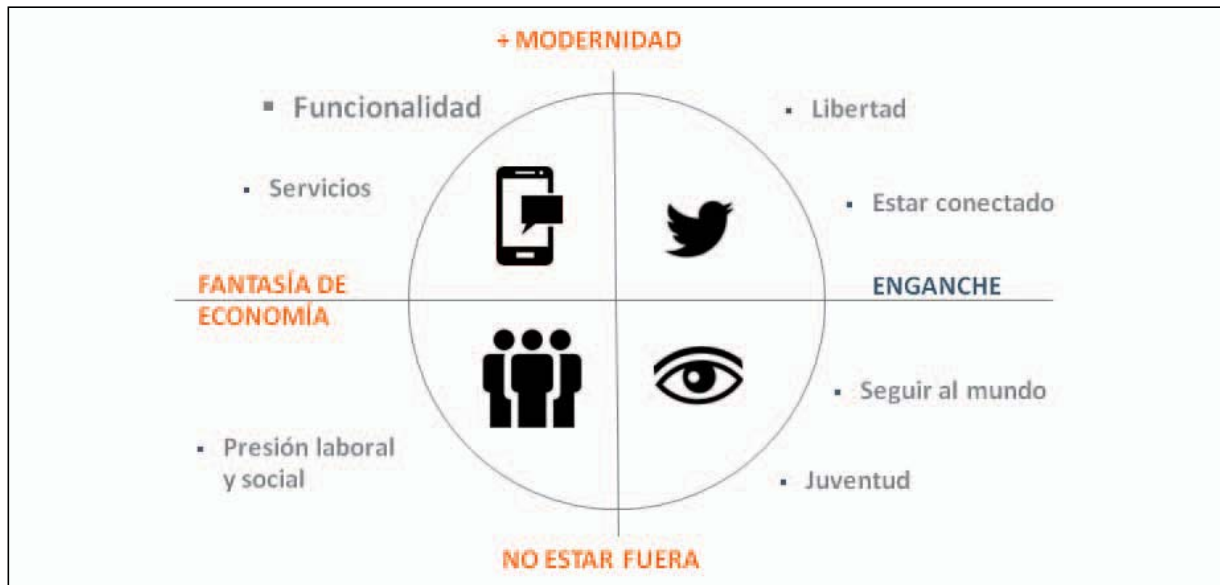 + MODERNIDAD
▪ Funcionalidad
▪ Libertad
▪ Servicios
▪ Estar conectado
FANTASÍA DE
ECONOMÍA
ENGANCHE
▪ Seguir al mundo
▪ Presión laboral
y social
▪ Juventud
NO ESTAR FUERA